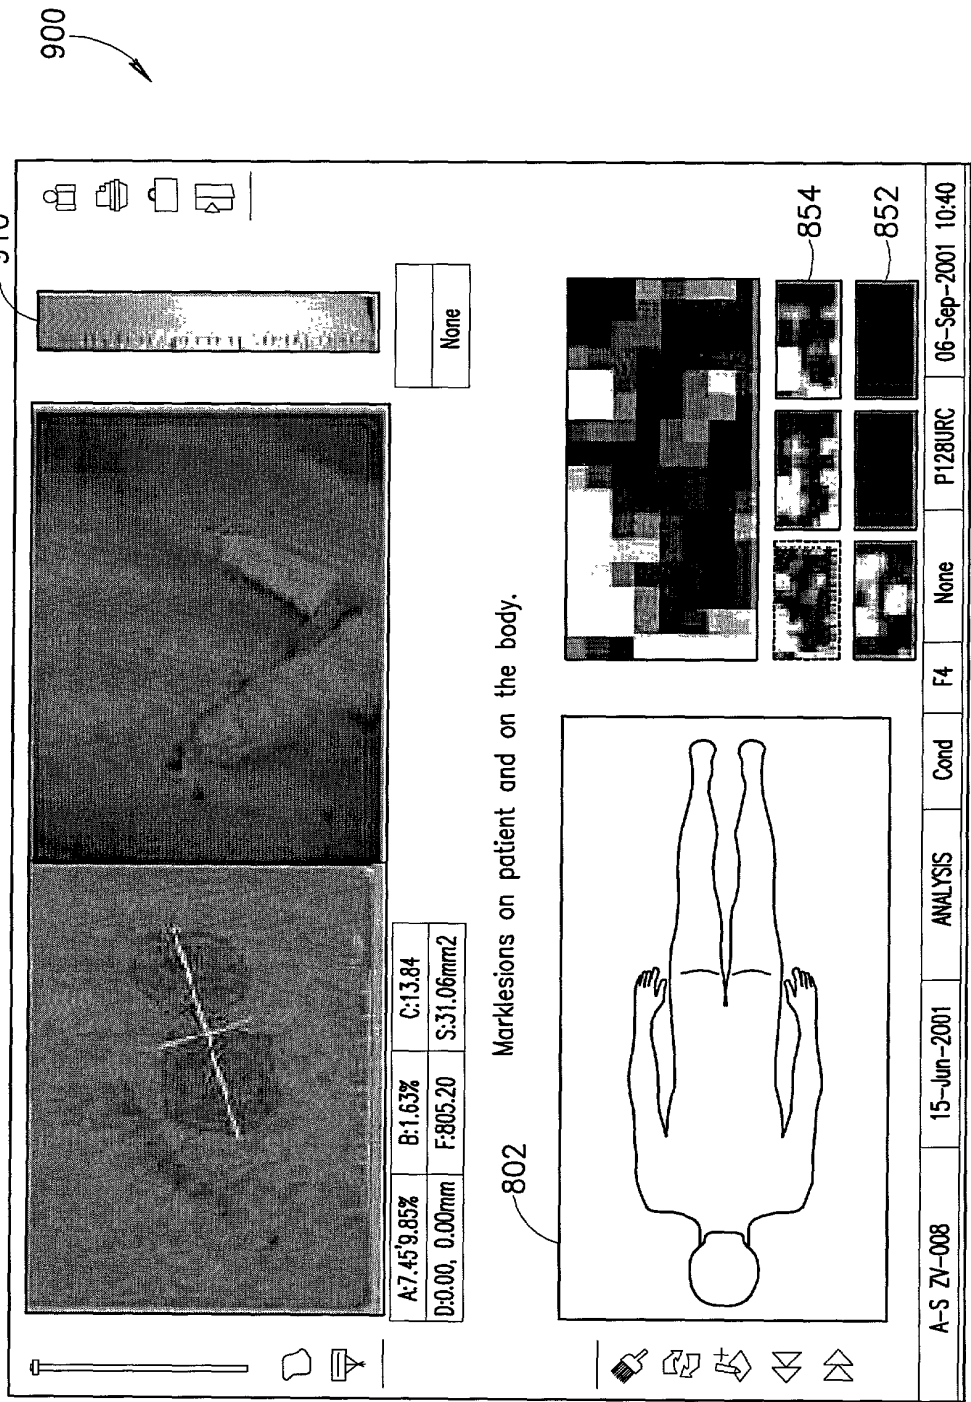 900
910
None
A:7.45'9.85% B:1.63% C:13.84
D:0.00, 0.00mm F:805.20 S:31.06mm2
Marklesions on patient and on the body.
802
854
852
A-S ZV-008 15-Jun-2001 ANALYSIS Cond F4 None P128URC 06-Sep-2001 10:40